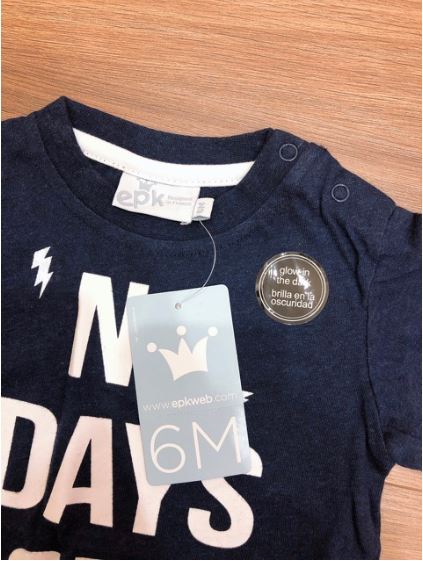 epk
glow in
the dark
brilla en la
oscuridad
N
www.epkweb.com
6M
DAYS